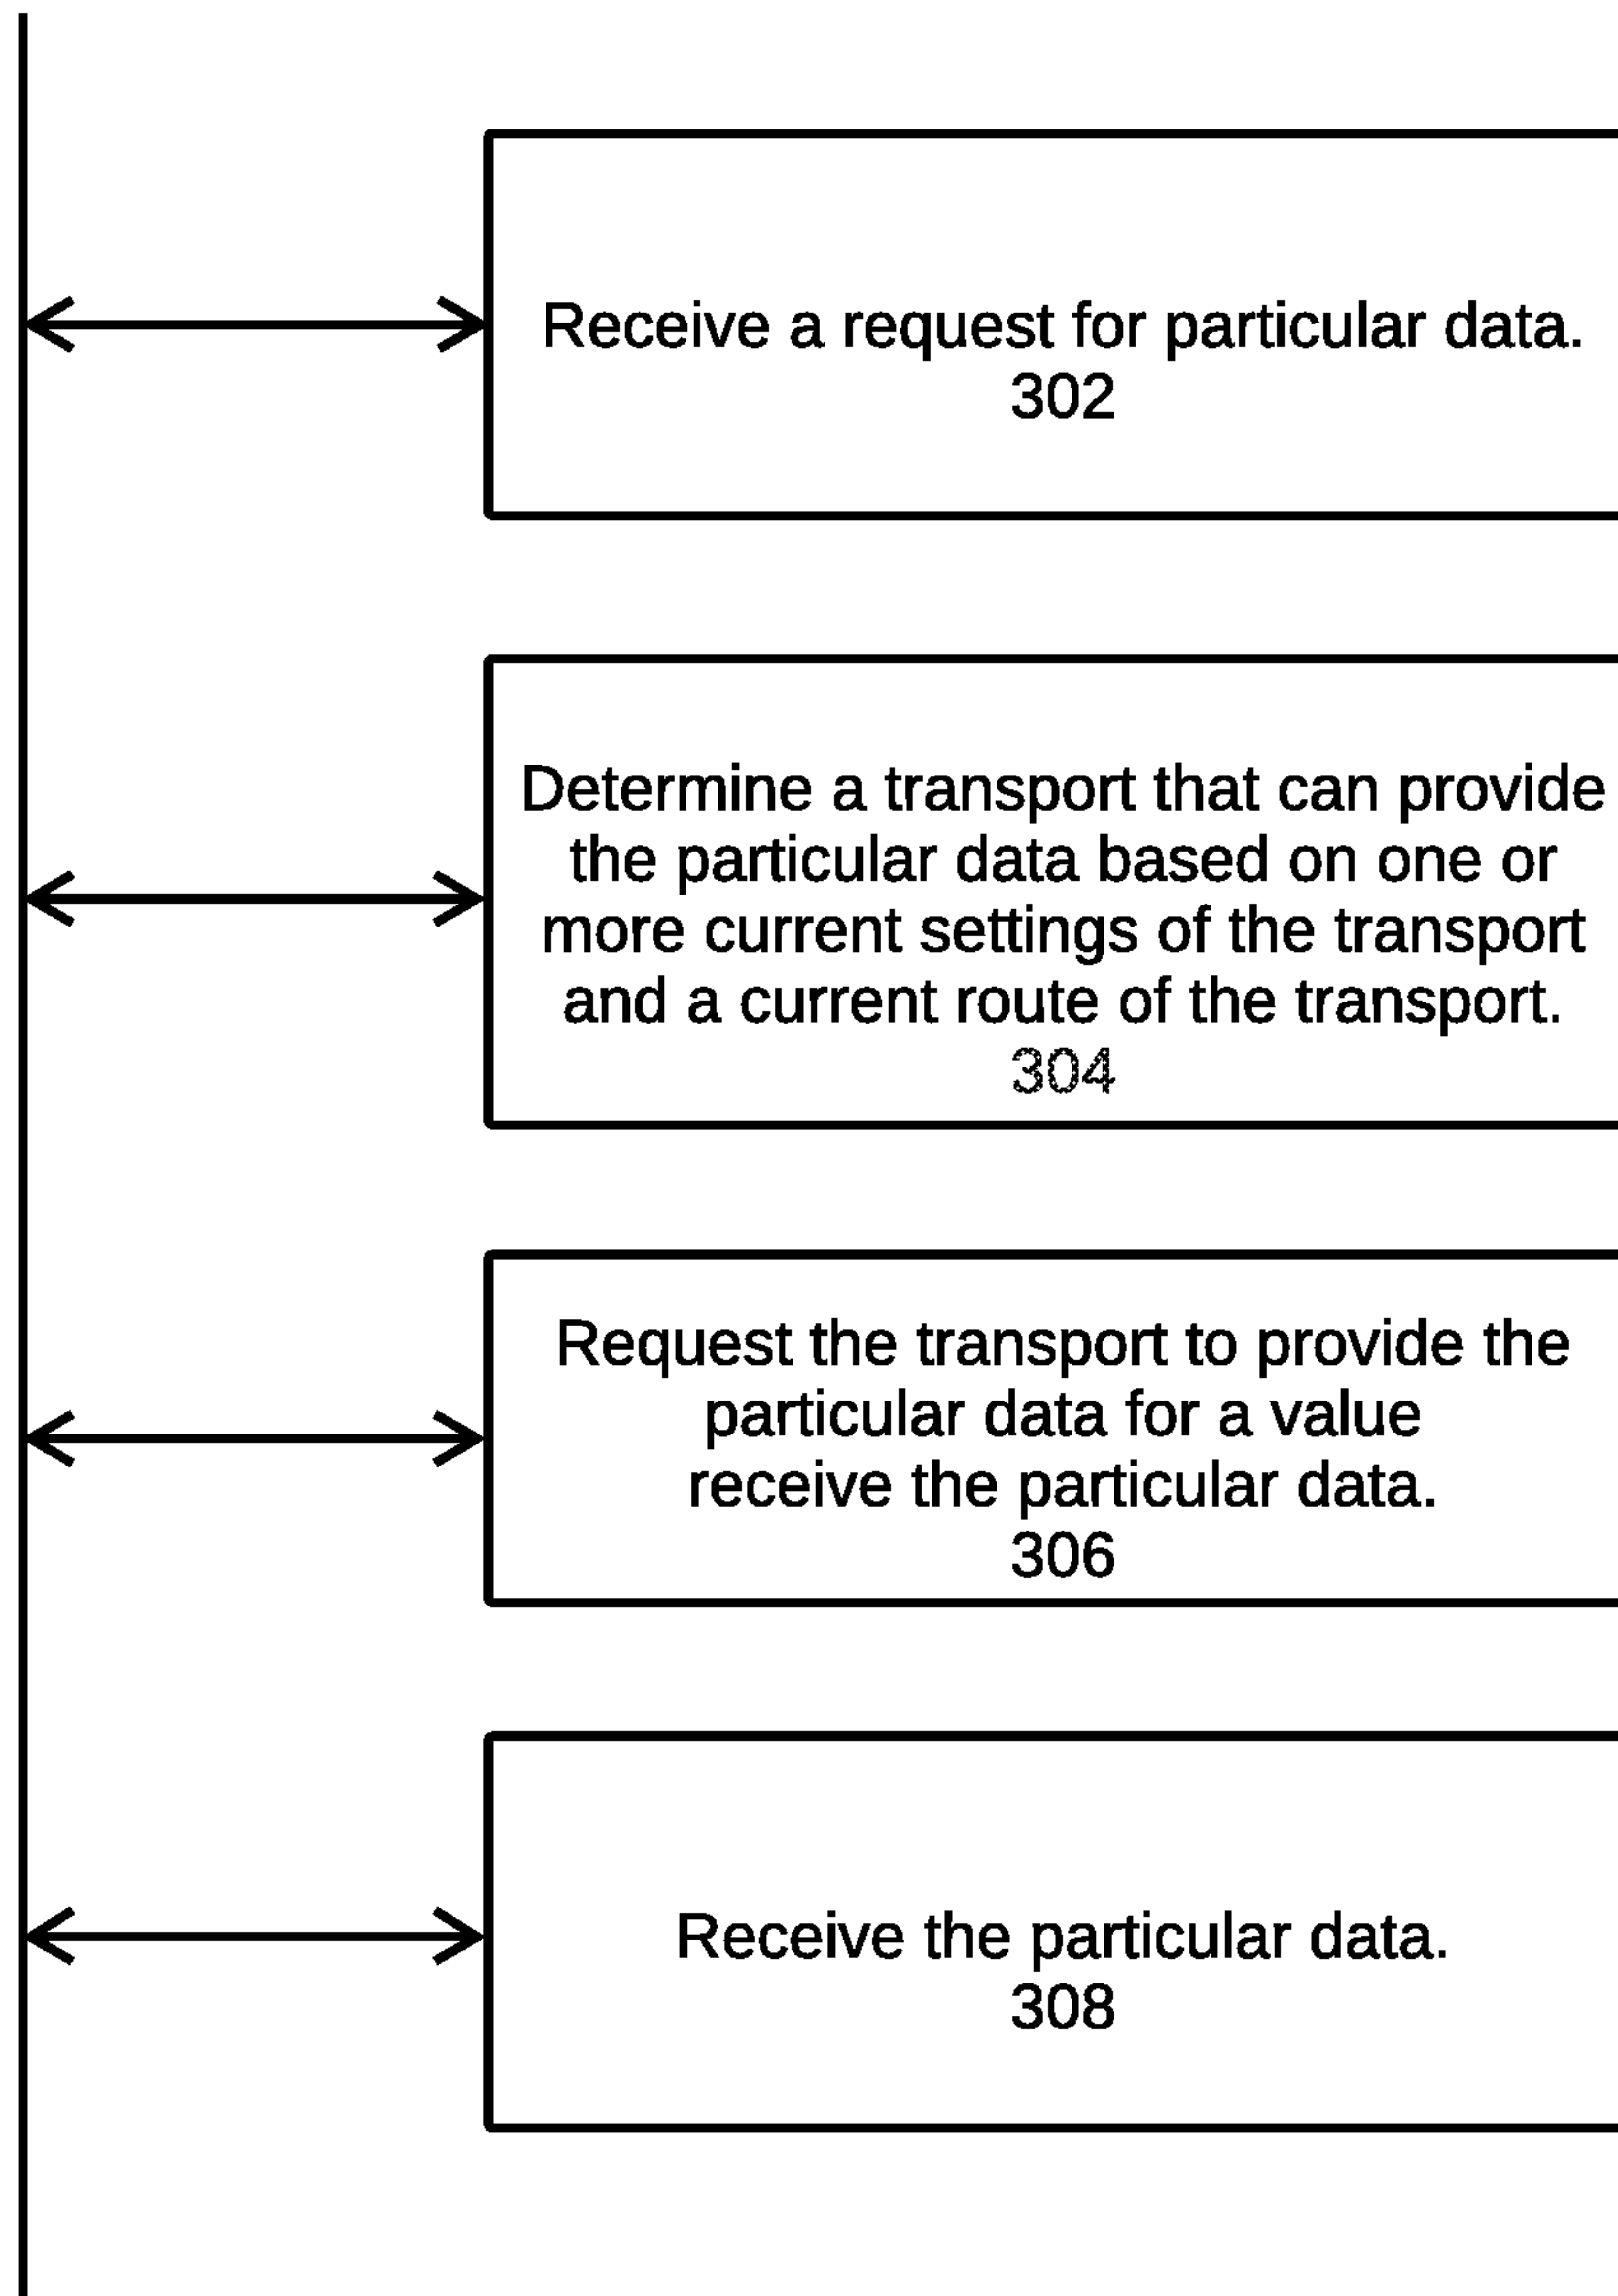 Receive a request for particular data.
302
Determine a transport that can provide
the particular data based on one or
more current settings of the transport
and a current route of the transport.
304
Request the transport to provide the
particular data for a value
receive the particular data.
306
Receive the particular data.
308